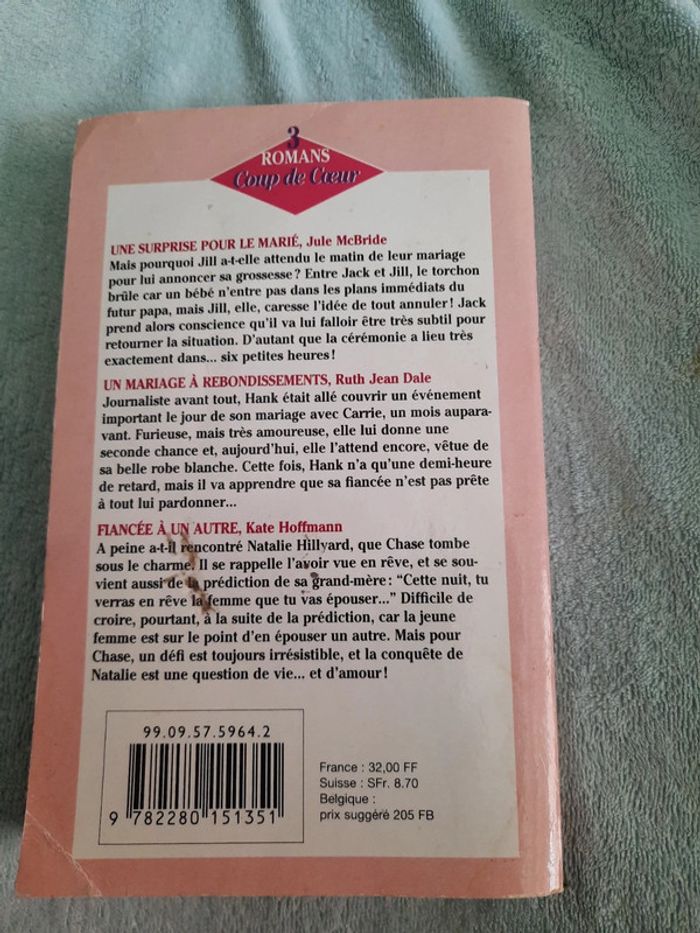 3
ROMANS
Coup de Cœur
UNE SURPRISE POUR LE MARIÉ, Jule McBride
Mais pourquoi Jill a-t-elle attendu le matin de leur mariage
pour lui annoncer sa grossesse ? Entre Jack et Jill, le torchon
brûle car un bébé n'entre pas dans les plans immédiats du
futur papa, mais Jill, elle, caresse l'idée de tout annuler ! Jack
prend alors conscience qu'il va lui falloir être très subtil pour
retourner la situation. D'autant que la cérémonie a lieu très
exactement dans... six petites heures !
UN MARIAGE À REBONDISSEMENTS, Ruth Jean Dale
Journaliste avant tout, Hank était allé couvrir un événement
important le jour de son mariage avec Carrie, un mois aupara-
vant. Furieuse, mais très amoureuse, elle lui donne une
seconde chance et, aujourd'hui, elle l'attend encore, vêtue de
sa belle robe blanche. Cette fois, Hank n'a qu'une demi-heure
de retard, mais il va apprendre que sa fiancée n'est pas prête
à tout lui pardonner...
FIANCÉE À UN AUTRE, Kate Hoffmann
A peine a-t-il rencontré Natalie Hillyard, que Chase tombe
sous le charme. Il se rappelle l'avoir vue en rêve, et se sou-
vient aussi de la prédiction de sa grand-mère : "Cette nuit, tu
verras en rêve la femme que tu vas épouser..." Difficile de
croire, pourtant, à la suite de la prédiction, car la jeune
femme est sur le point d'en épouser un autre. Mais pour
Chase, un défi est toujours irrésistible, et la conquête de
Natalie est une question de vie... et d'amour !
99.09.57.5964.2
9 782280 151351
France : 32,00 FF
Suisse : SFr. 8.70
Belgique :
prix suggéré 205 FB